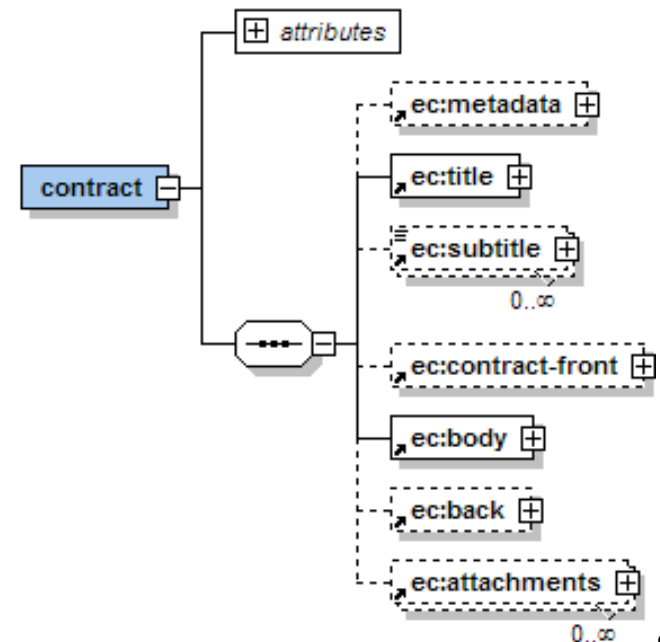 attributes
ec:metadata
contract
ec:title
ec:subtitle
0..∞
ec:contract-front
ec:body
ec:back
ec:attachments
0..∞